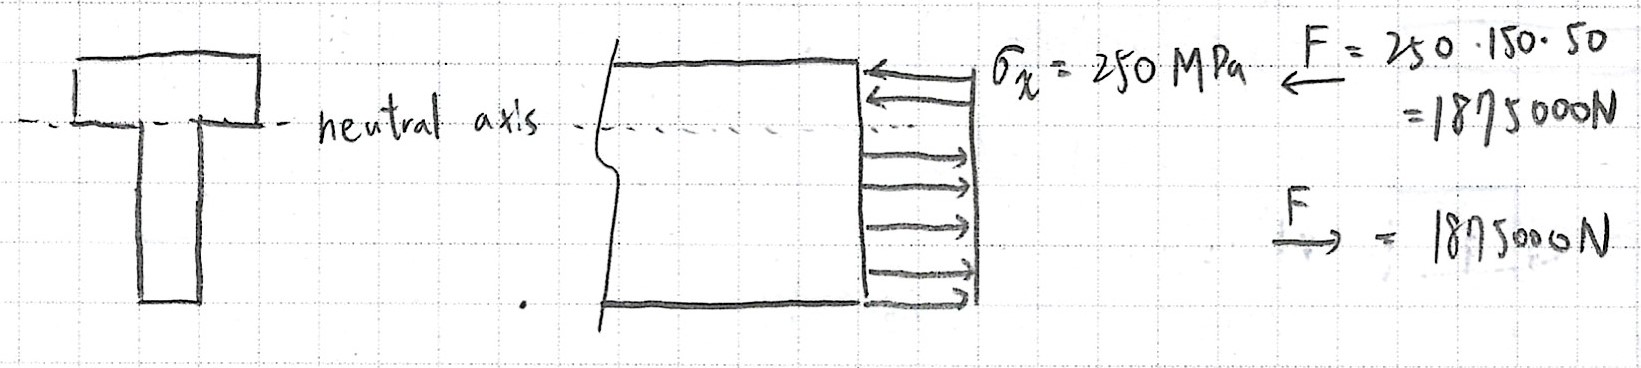 neutral axis
σx = 250 MPa
F = 250 · 150 · 50
= 1875000N
F = 1875000N